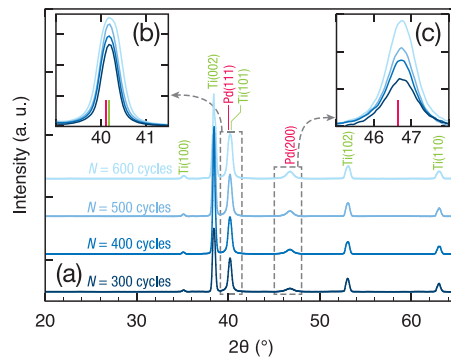 (b)
(c)
40
41
46
47
Ti(002)
Pd(111)
Ti(101)
Ti(100)
Pd(200)
Ti(102)
Ti(110)
N = 600 cycles
N = 500 cycles
N = 400 cycles
N = 300 cycles
(a)
Intensity (a. u.)
20
30
40
50
60
2θ (°)